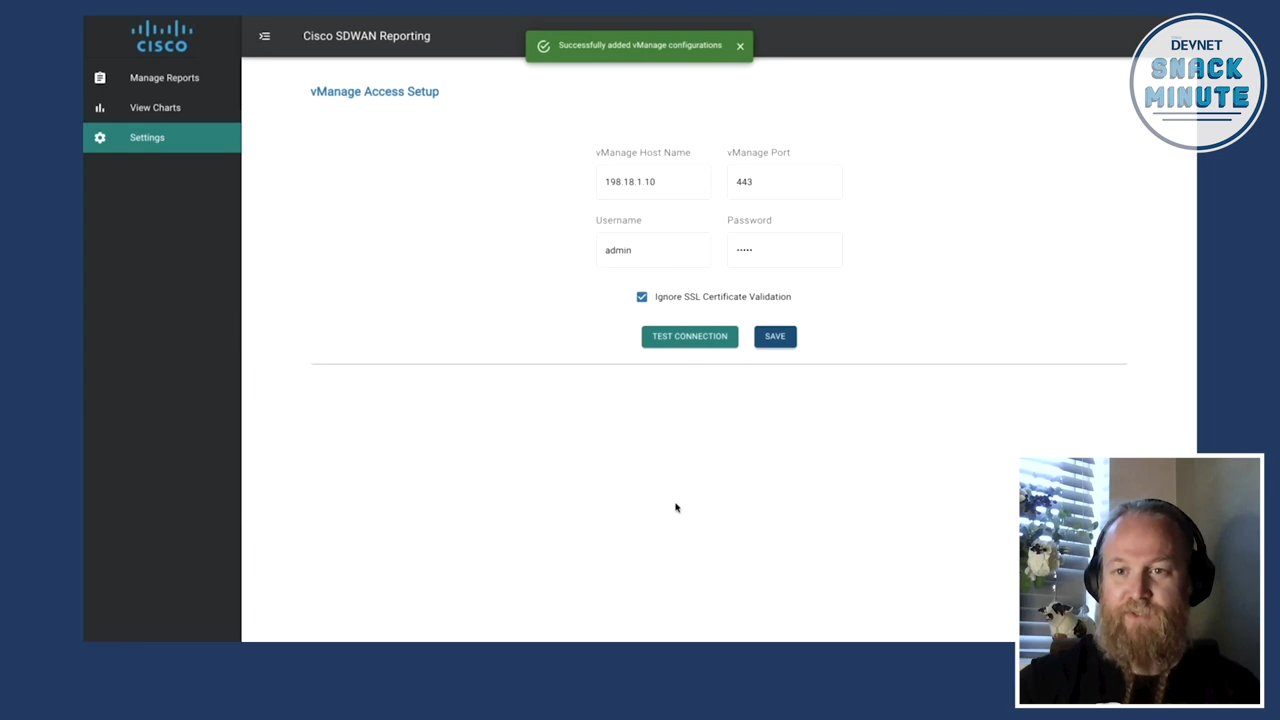 CISCO
Cisco SDWAN Reporting
Successfully added vManage configurations
DEVNET
SNACK
MINUTE
Manage Reports
View Charts
Settings
vManage Access Setup
vManage Host Name
vManage Port
198.18.1.10
443
Username
Password
admin
•••••
Ignore SSL Certificate Validation
TEST CONNECTION
SAVE